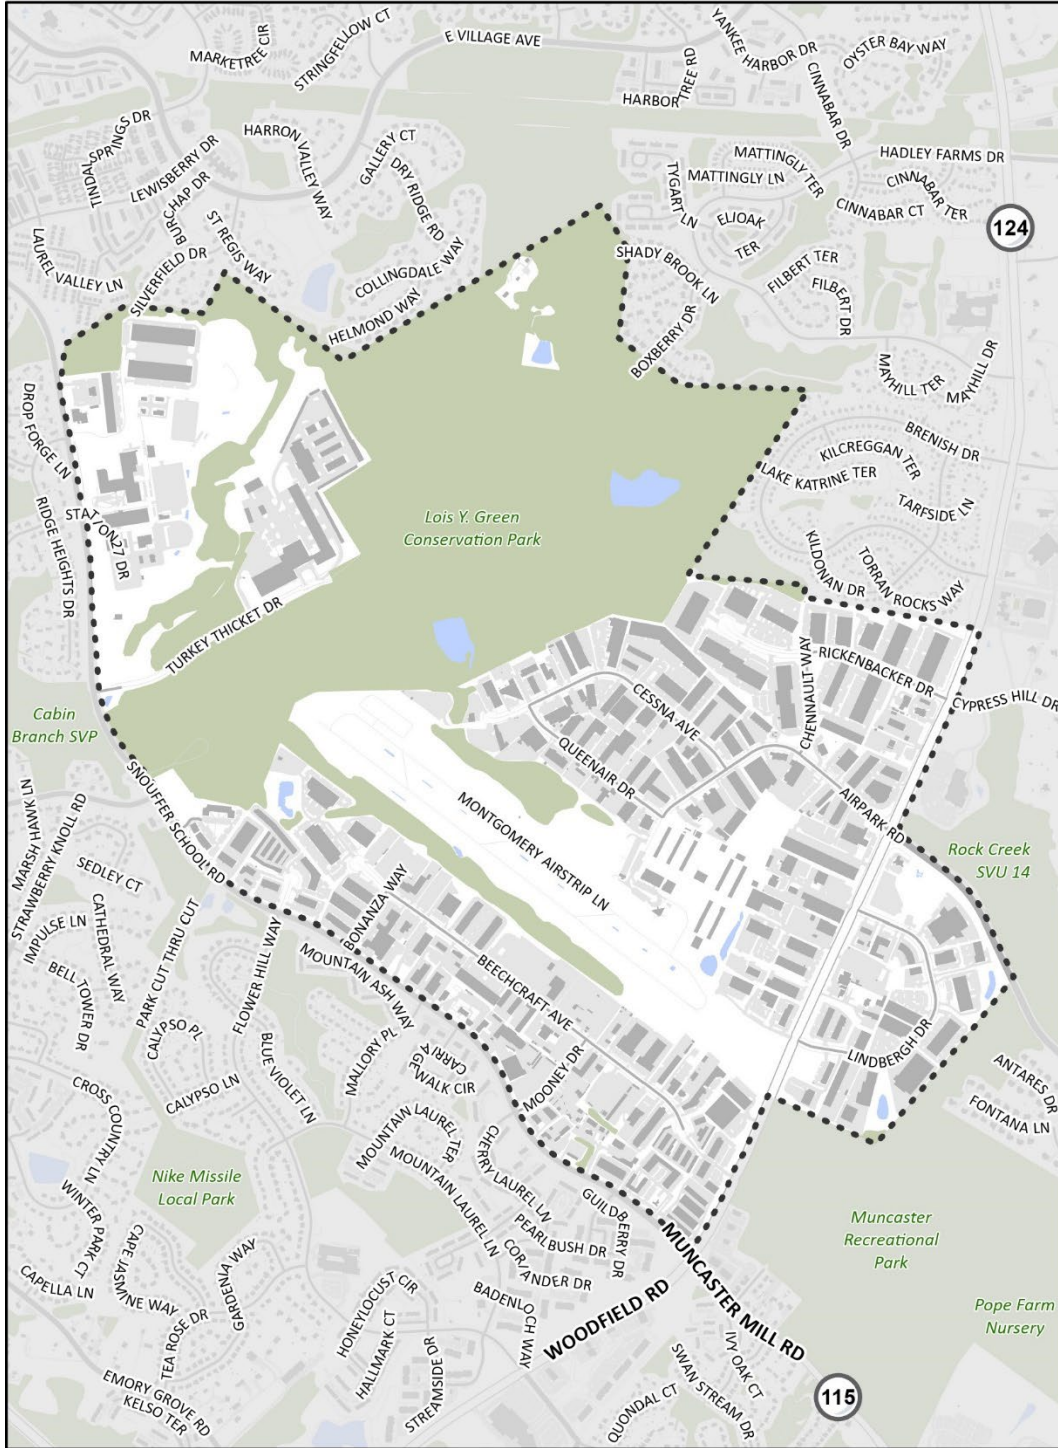 MARKETREE CIR
STRINGFELLOW CT
E VILLAGE AVE
YANKEE HARBOR DR
OYSTER BAY WAY
HARBOR TREE RD
CINNABAR DR
TINDAL SPRINGS DR
LEWISBERRY DR
HARRON VALLEY WAY
GALLERY CT
DRY RIDGE RD
MATTINGLY TER
HADLEY FARMS DR
MATTINGLY LN
CINNABAR TER
TYGART LN
ELIOAK
TER
CINNABAR CT
124
BURCHAP DR
ST REGIS WAY
LAUREL VALLEY LN
SILVERFIELD DR
COLLINGDALE WAY
HELMOND WAY
SHADY BROOK LN
FILBERT TER
FILBERT DR
BOXBERRY DR
MAYHILL TER
MAYHILL DR
DROP FORGE LN
BRENISH DR
KILCREGGAN TER
LAKE KATRINE TER
TARFSIDE LN
STATION 27 DR
RIDGE HEIGHTS DR
Lois Y. Green
Conservation Park
KILDONAN DR
TORRAN ROCKS WAY
TURKEY THICKET DR
RICKENBACKER DR
CHENNAULT WAY
CESSNA AVE
CYPRESS HILL DR
Cabin
Branch SVP
QUEENAIR DR
SNOUFFER SCHOOL RD
MONTGOMERY AIRSTRIP LN
AIRPARK RD
Rock Creek
SVU 14
MARSH HAWK LN
STRAWBERRY KNOLL RD
SEDLEY CT
IMPULSE LN
CATHEDRAL WAY
BELL TOWER DR
PARK CUT THRU CUT
FLOWER HILL WAY
BONANZA WAY
MOUNTAIN ASH WAY
BEECHCRAFT AVE
CALYPSO PL
CALYPSO LN
BLUE VIOLET LN
MALLORY PL
CARRIAGE
WALK CIR
MOONEY DR
LINDBERGH DR
ANTARES DR
FONTANA LN
CROSS COUNTRY LN
MOUNTAIN LAUREL TER
MOUNTAIN LAUREL LN
CHERRY LAUREL LN
Nike Missile
Local Park
WINTER PARK CT
CAPE JASMINE WAY
GARDENIA WAY
PEARLBUSH DR
GUILDBERRY DR
CORIANDER DR
Muncaster
Recreational
Park
CAPELLA LN
TEA ROSE DR
HONEYLOCUST CIR
HALLMARK CT
BADENLOCH WAY
WOODFIELD RD
MUNCASTER MILL RD
Pope Farm
Nursery
EMORY GROVE RD
KELSO TER
STREAMSIDE DR
QUONDAL CT
SWAN STREAM DR
IVY OAK CT
115